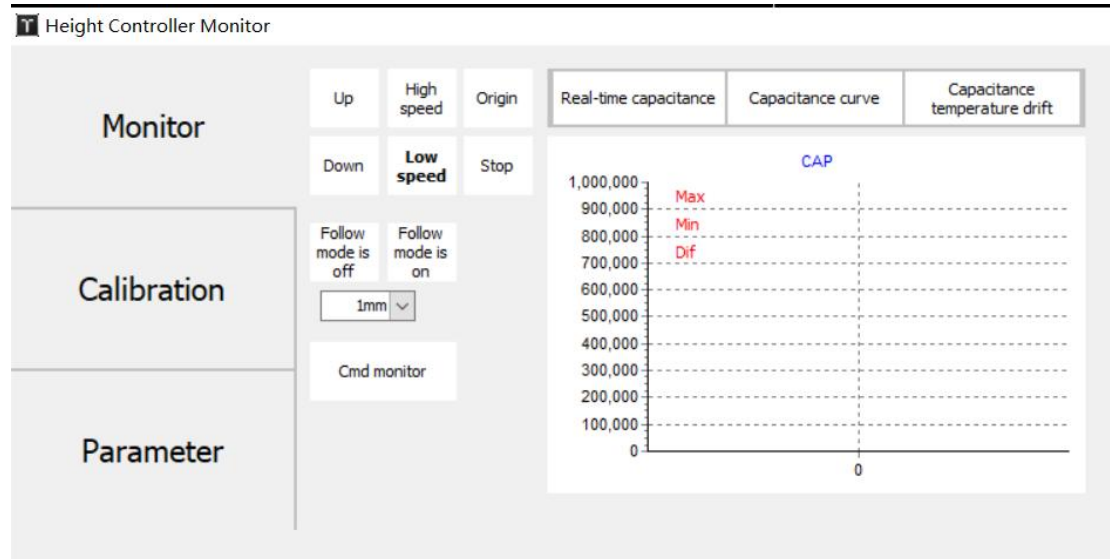 Height Controller Monitor
Monitor
Calibration
Parameter
Up
High
speed
Origin
Down
Low
speed
Stop
Follow
mode is
off
Follow
mode is
on
1mm
Cmd monitor
Real-time capacitance
Capacitance curve
Capacitance
temperature drift
CAP
1,000,000
900,000
800,000
700,000
600,000
500,000
400,000
300,000
200,000
100,000
0
Max
Min
Dif
0